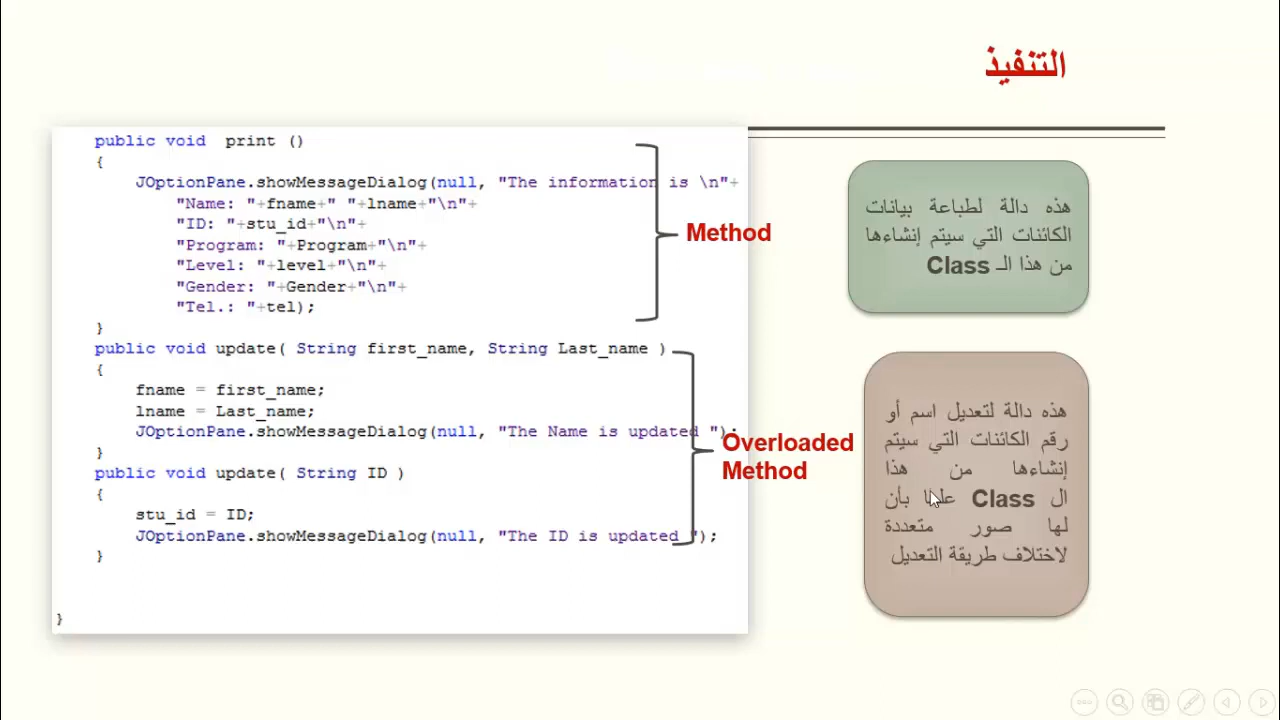 التنفيذ
public void  print ()
{
JOptionPane.showMessageDialog(null, "The information is \n"+
"Name: "+fname+" "+lname+"\n"+
"ID: "+stu_id+"\n"+
"Program: "+Program+"\n"+
"Level: "+level+"\n"+
"Gender: "+Gender+"\n"+
"Tel.: "+tel);
}
public void update( String first_name, String Last_name )
{
fname = first_name;
lname = Last_name;
JOptionPane.showMessageDialog(null, "The Name is updated ");
}
public void update( String ID )
{
stu_id = ID;
JOptionPane.showMessageDialog(null, "The ID is updated ");
}
}
Method
Overloaded
Method
هذه دالة لطباعة بيانات
الكائنات التي سيتم إنشاءها
من هذا الـ Class
هذه دالة لتعديل اسم أو
رقم الكائنات التي سيتم
إنشاءها من هذا
ال Class علما بأن
لها صور متعددة
لاختلاف طريقة التعديل